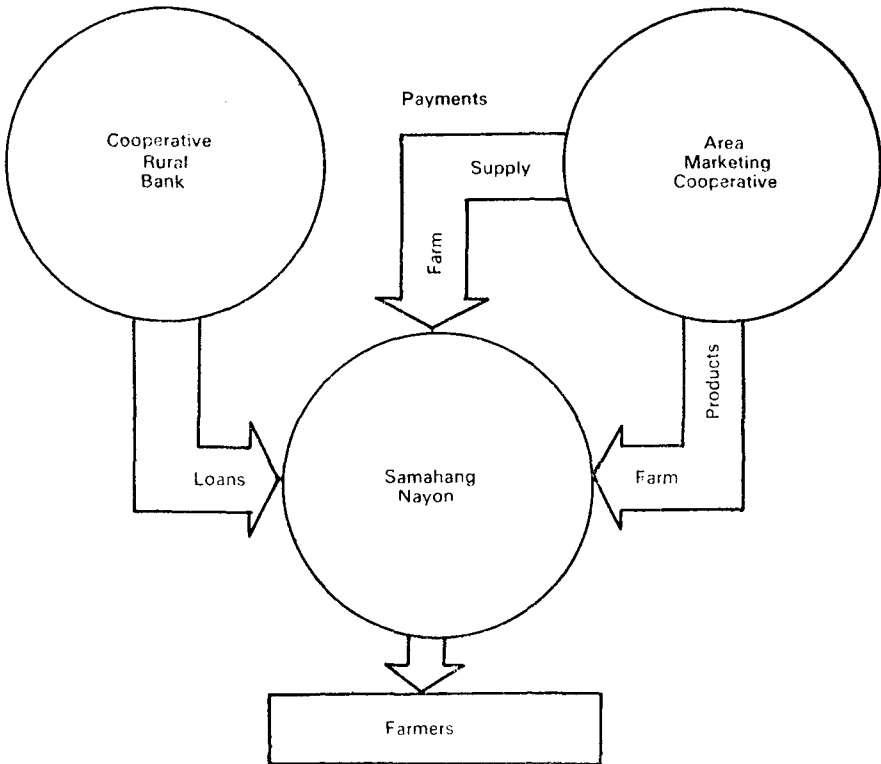 Payments
Cooperative
Rural
Bank
Area
Marketing
Cooperative
Supply
Farm
Products
Loans
Samahang
Nayon
Farm
Farmers